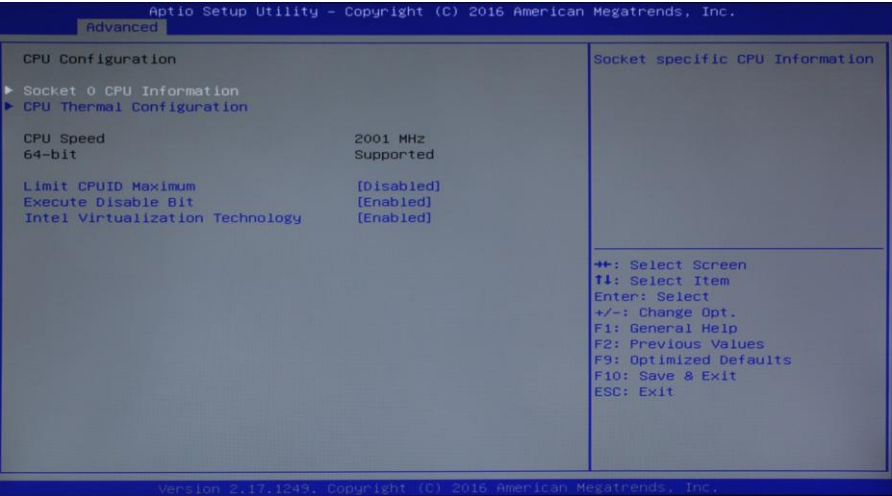 Aptio Setup Utility – Copyright (C) 2016 American Megatrends, Inc.
Advanced
CPU Configuration
Socket 0 CPU Information
CPU Thermal Configuration
CPU Speed 2001 MHz
64-bit Supported
Limit CPUID Maximum [Disabled]
Execute Disable Bit [Enabled]
Intel Virtualization Technology [Enabled]
Socket specific CPU Information
→←: Select Screen
↑↓: Select Item
Enter: Select
+/-: Change Opt.
F1: General Help
F2: Previous Values
F9: Optimized Defaults
F10: Save & Exit
ESC: Exit
Version 2.17.1249. Copyright (C) 2016 American Megatrends, Inc.